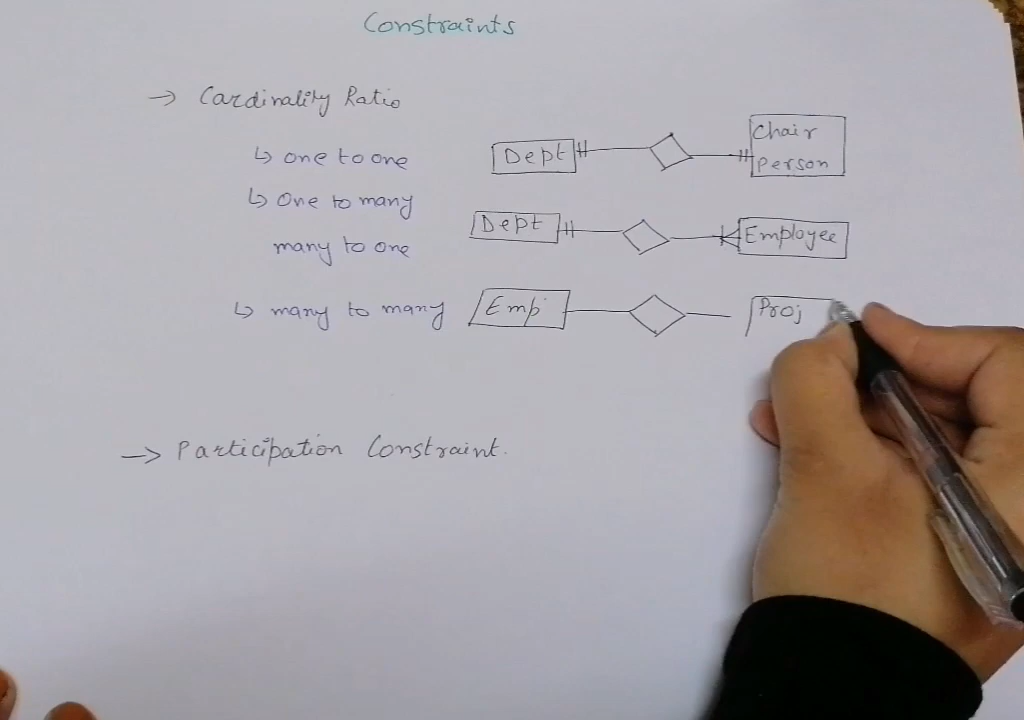 Constraints
→ Cardinality Ratio
↳ one to one
Dept
Chair
Person
↳ One to many
Dept
Employee
many to one
↳ many to many
Emp
Proj
→ Participation Constraint.